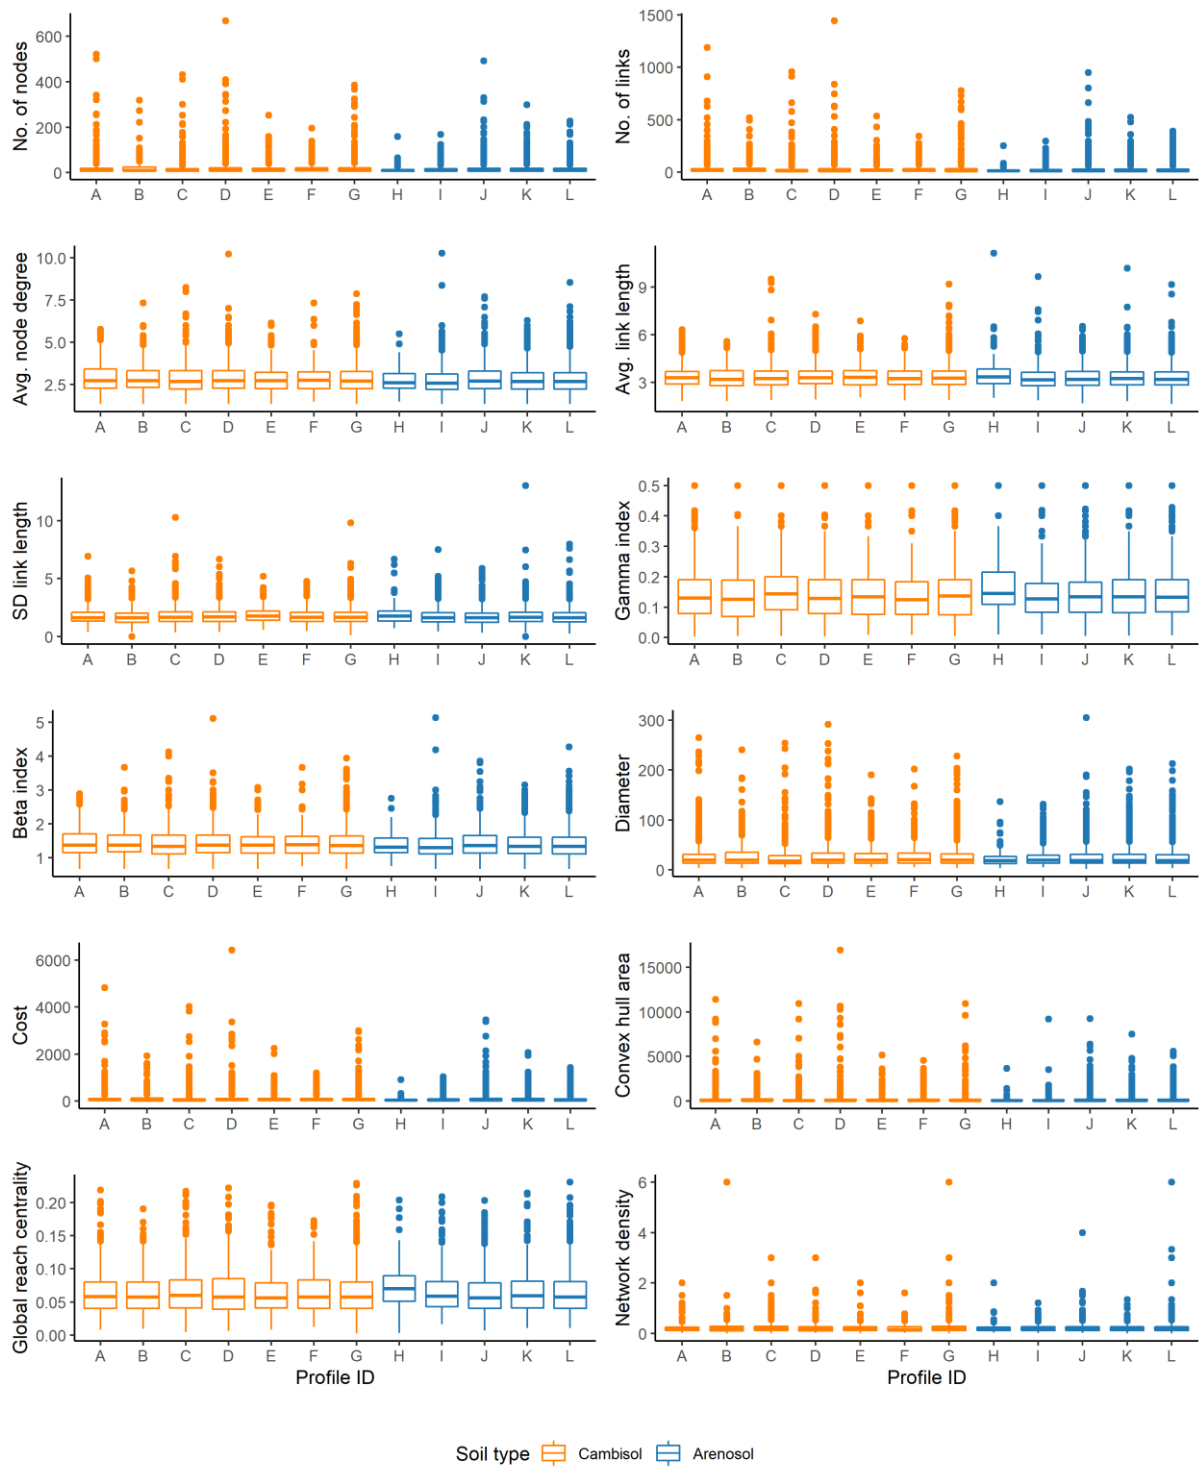 No. of nodes
600
400
200
0
A B C D E F G H I J K L
No. of links
1500
1000
500
0
A B C D E F G H I J K L
Avg. node degree
10.0
7.5
5.0
2.5
A B C D E F G H I J K L
Avg. link length
9
6
3
A B C D E F G H I J K L
SD link length
10
5
0
A B C D E F G H I J K L
Gamma index
0.5
0.4
0.3
0.2
0.1
0.0
A B C D E F G H I J K L
Beta index
5
4
3
2
1
A B C D E F G H I J K L
Diameter
300
200
100
0
A B C D E F G H I J K L
Cost
6000
4000
2000
0
A B C D E F G H I J K L
Convex hull area
15000
10000
5000
0
A B C D E F G H I J K L
Global reach centrality
0.20
0.15
0.10
0.05
0.00
A B C D E F G H I J K L
Profile ID
Network density
6
4
2
0
A B C D E F G H I J K L
Profile ID
Soil type Cambisol Arenosol